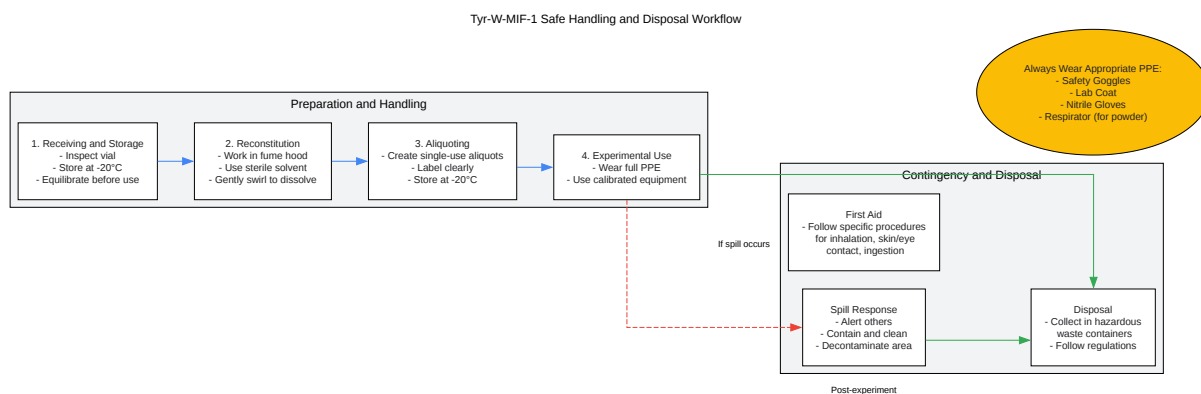 Tyr-W-MIF-1 Safe Handling and Disposal Workflow
Always Wear Appropriate PPE:
- Safety Goggles
- Lab Coat
- Nitrile Gloves
- Respirator (for powder)
Preparation and Handling
1. Receiving and Storage
- Inspect vial
- Store at -20°C
- Equilibrate before use
2. Reconstitution
- Work in fume hood
- Use sterile solvent
- Gently swirl to dissolve
3. Aliquoting
- Create single-use aliquots
- Label clearly
- Store at -20°C
4. Experimental Use
- Wear full PPE
- Use calibrated equipment
Contingency and Disposal
First Aid
- Follow specific procedures
for inhalation, skin/eye
contact, ingestion
If spill occurs
Spill Response
- Alert others
- Contain and clean
- Decontaminate area
Disposal
- Collect in hazardous
waste containers
- Follow regulations
Post-experiment